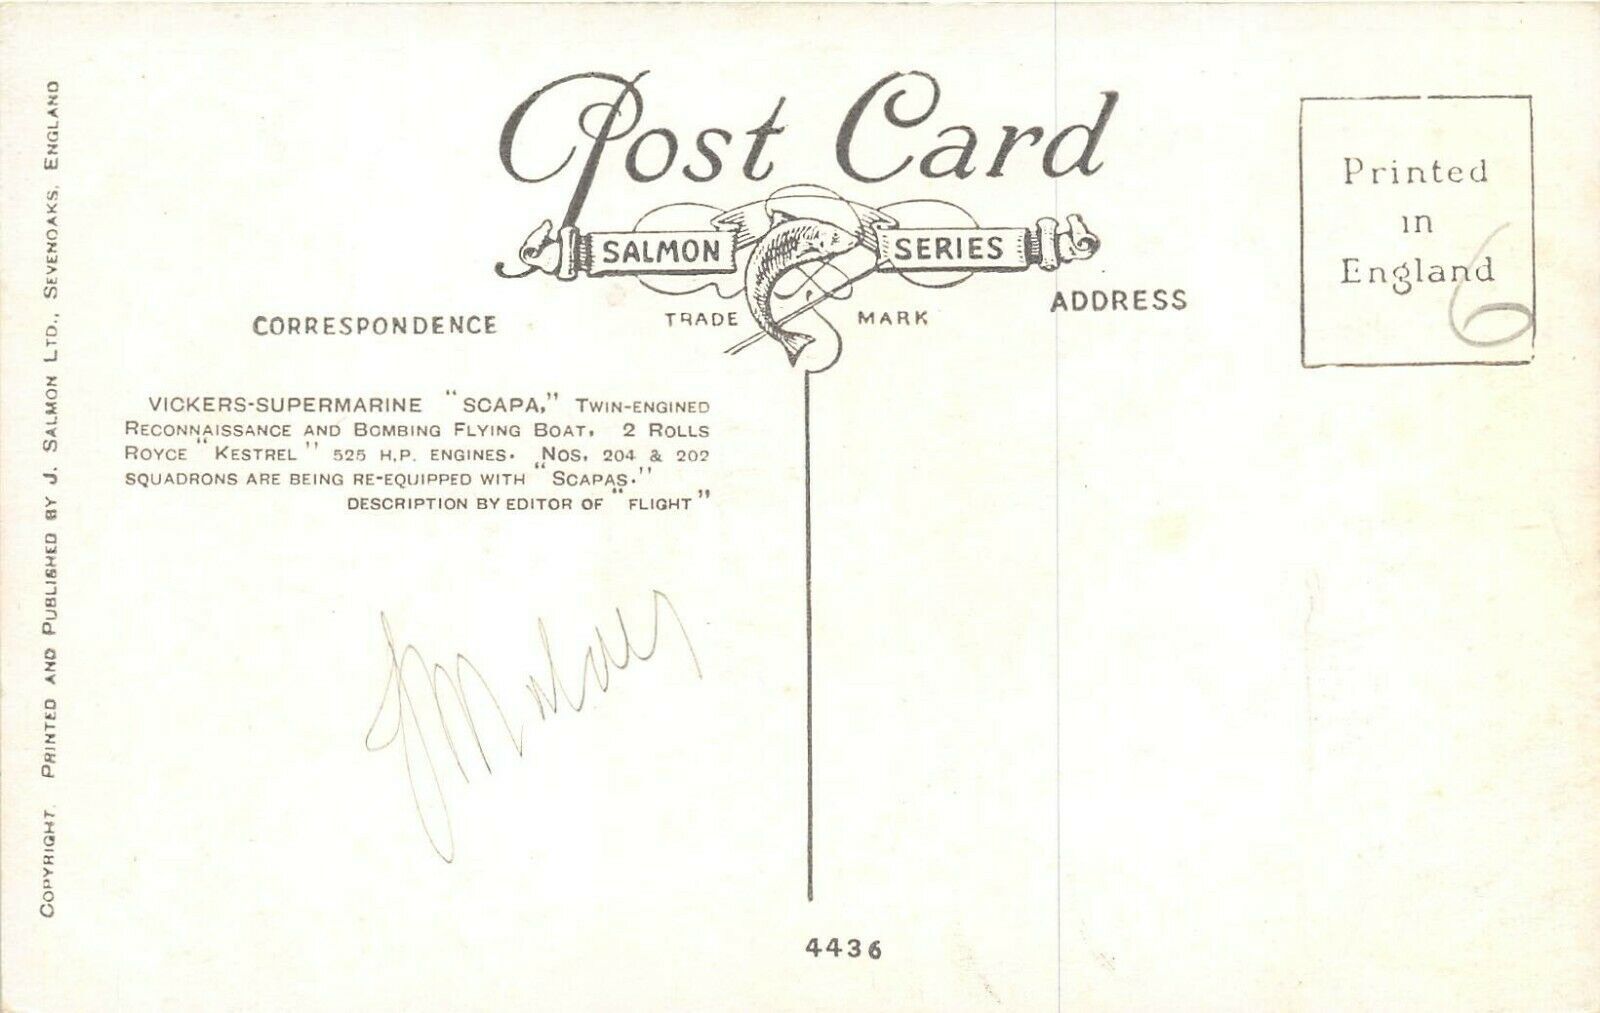 Post Card
SALMON SERIES
TRADE MARK
CORRESPONDENCE
ADDRESS
Printed
in
England
6
VICKERS-SUPERMARINE "SCAPA," TWIN-ENGINED
RECONNAISSANCE AND BOMBING FLYING BOAT. 2 ROLLS
ROYCE "KESTREL" 525 H.P. ENGINES. NOS. 204 & 202
SQUADRONS ARE BEING RE-EQUIPPED WITH "SCAPAS."
DESCRIPTION BY EDITOR OF "FLIGHT"
COPYRIGHT. PRINTED AND PUBLISHED BY J. SALMON LTD., SEVENOAKS, ENGLAND
4436